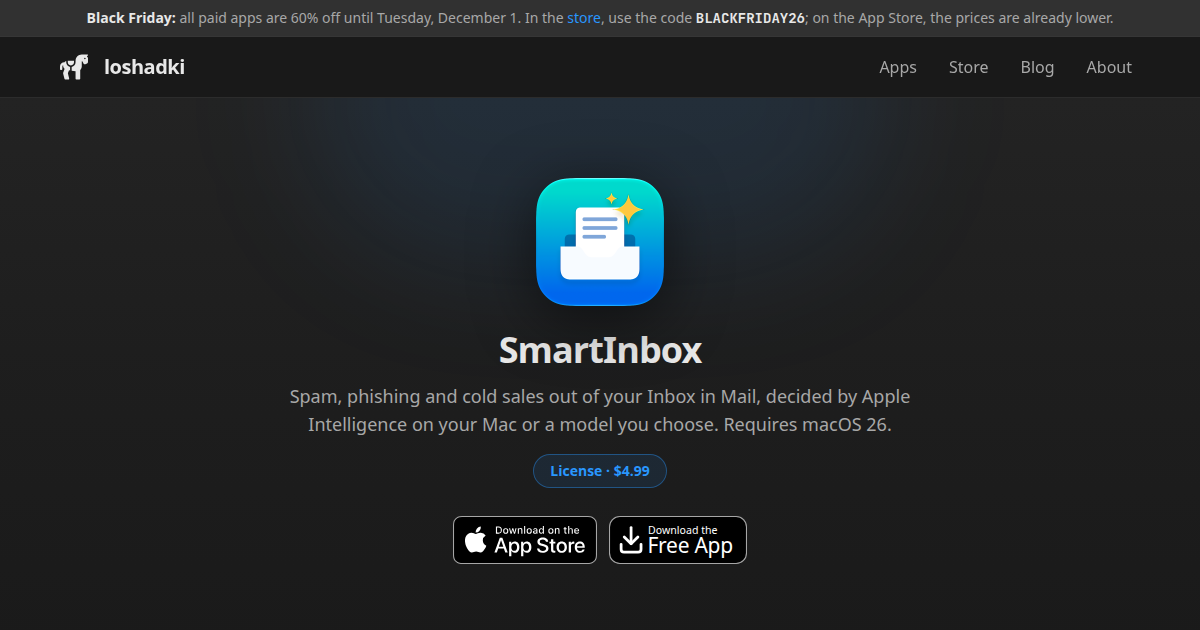 Black Friday: all paid apps are 60% off until Tuesday, December 1. In the store, use the code BLACKFRIDAY26; on the App Store, the prices are already lower.
loshadki
Apps Store Blog About
SmartInbox
Spam, phishing and cold sales out of your Inbox in Mail, decided by Apple
Intelligence on your Mac or a model you choose. Requires macOS 26.
License · $4.99
Download on the
App Store
Download the
Free App